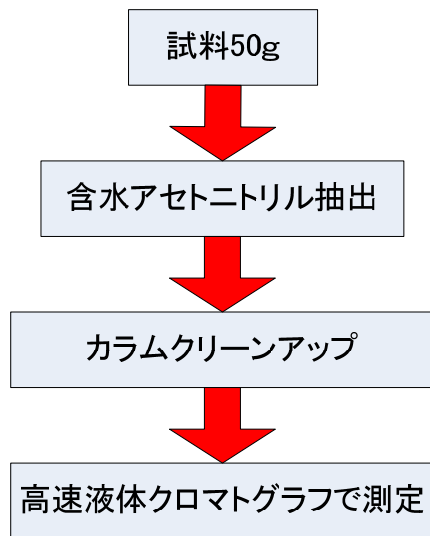 試料50g
含水アセトニトリル抽出
カラムクリーンアップ
高速液体クロマトグラフで測定